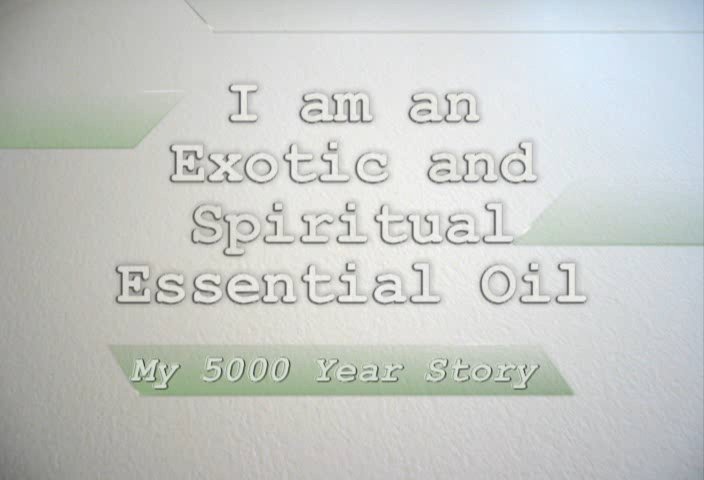 I am an
Exotic and
Spiritual
Essential Oil
My 5000 Year Story